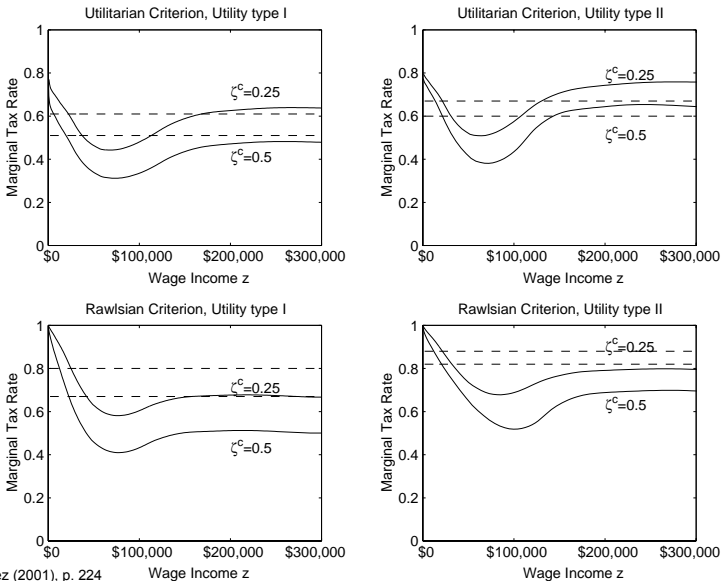 Utilitarian Criterion, Utility type I
1
0.8
0.6
0.4
0.2
0
Marginal Tax Rate
ζc=0.25
ζc=0.5
$0
$100,000
$200,000
$300,000
Wage Income z
Utilitarian Criterion, Utility type II
1
0.8
0.6
0.4
0.2
0
Marginal Tax Rate
ζc=0.25
ζc=0.5
$0
$100,000
$200,000
$300,000
Wage Income z
Rawlsian Criterion, Utility type I
1
0.8
0.6
0.4
0.2
0
Marginal Tax Rate
ζc=0.25
ζc=0.5
$0
$100,000
$200,000
$300,000
Wage Income z
Rawlsian Criterion, Utility type II
1
0.8
0.6
0.4
0.2
0
Marginal Tax Rate
ζc=0.25
ζc=0.5
$0
$100,000
$200,000
$300,000
Wage Income z
ez (2001), p. 224